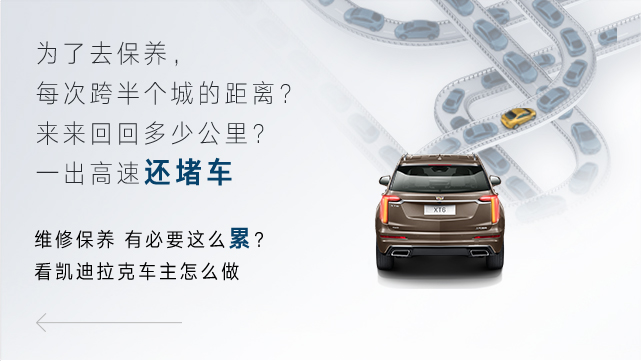 为了去保养，
每次跨半个城的距离？
来来回回多少公里？
一出高速还堵车
维修保养 有必要这么累？
看凯迪拉克车主怎么做
XT6